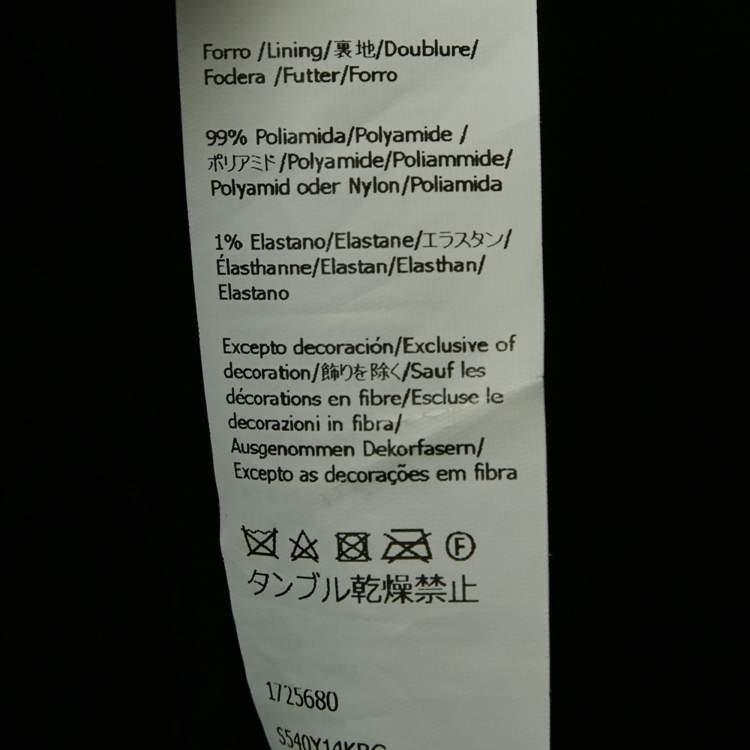 Forro /Lining/裏地/Doublure/
Fodera /Futter/Forro
99% Poliamida/Polyamide /
ポリアミド/Polyamide/Poliammide/
Polyamid oder Nylon/Poliamida
1% Elastano/Elastane/エラスタン/
Élasthanne/Elastan/Elasthan/
Elastano
Excepto decoración/Exclusive of
decoration/飾りを除く/Sauf les
décorations en fibre/Escluse le
decorazioni in fibra/
Ausgenommen Dekorfasern/
Excepto as decorações em fibra
F
タンブル乾燥禁止
1725680